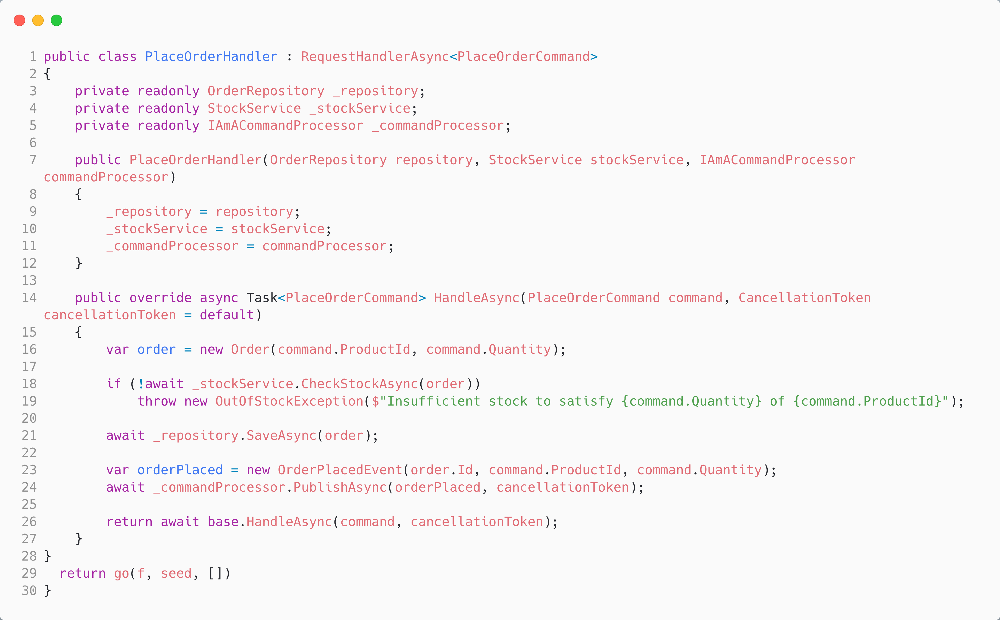 1 public class PlaceOrderHandler : RequestHandlerAsync<PlaceOrderCommand>
2 {
3     private readonly OrderRepository _repository;
4     private readonly StockService _stockService;
5     private readonly IAmACommandProcessor _commandProcessor;
6
7     public PlaceOrderHandler(OrderRepository repository, StockService stockService, IAmACommandProcessor
commandProcessor)
8     {
9         _repository = repository;
10         _stockService = stockService;
11         _commandProcessor = commandProcessor;
12     }
13
14     public override async Task<PlaceOrderCommand> HandleAsync(PlaceOrderCommand command, CancellationToken
cancellationToken = default)
15     {
16         var order = new Order(command.ProductId, command.Quantity);
17
18         if (!await _stockService.CheckStockAsync(order))
19             throw new OutOfStockException($"Insufficient stock to satisfy {command.Quantity} of {command.ProductId}");
20
21         await _repository.SaveAsync(order);
22
23         var orderPlaced = new OrderPlacedEvent(order.Id, command.ProductId, command.Quantity);
24         await _commandProcessor.PublishAsync(orderPlaced, cancellationToken);
25
26         return await base.HandleAsync(command, cancellationToken);
27     }
28 }
29   return go(f, seed, [])
30 }